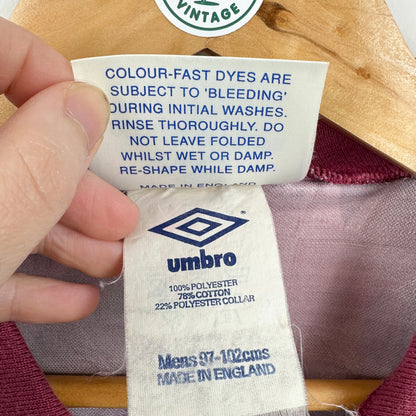 VINTAGE
COLOUR-FAST DYES ARE
SUBJECT TO 'BLEEDING'
DURING INITIAL WASHES.
RINSE THOROUGHLY. DO
NOT LEAVE FOLDED
WHILST WET OR DAMP.
RE-SHAPE WHILE DAMP.
MADE IN ENGLAND
umbro
100% POLYESTER
78% COTTON
22% POLYESTER COLLAR
Mens 97-102cms
MADE IN ENGLAND